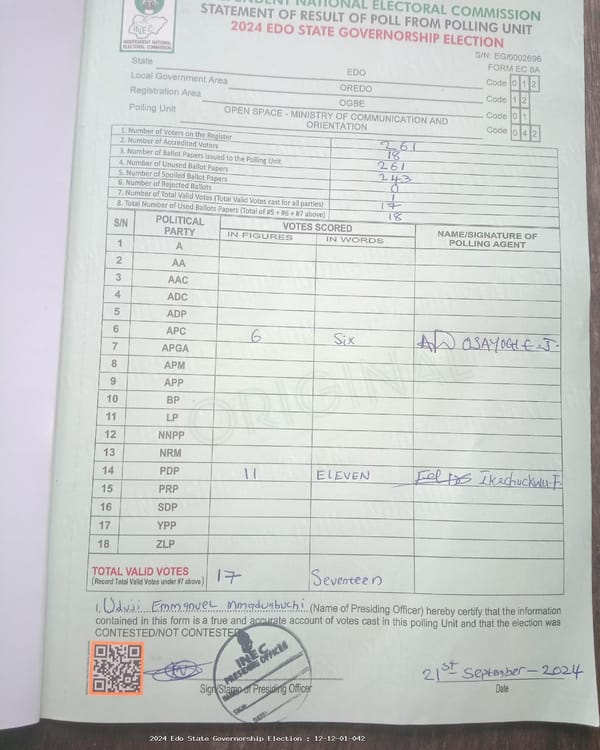 INDEPENDENT NATIONAL ELECTORAL COMMISSION
STATEMENT OF RESULT OF POLL FROM POLLING UNIT
2024 EDO STATE GOVERNORSHIP ELECTION
INEC
INDEPENDENT NATIONAL
ELECTORAL COMMISSION
S/N: EG/0002696
FORM EC 8A
State EDO Code 0 1 2
Local Government Area OREDO Code 1 2
Registration Area OGBE Code 0 1
Polling Unit OPEN SPACE - MINISTRY OF COMMUNICATION AND ORIENTATION Code 0 4 2
1. Number of Voters on the Register 261
2. Number of Accredited Voters 18
3. Number of Ballot Papers Issued to the Polling Unit 261
4. Number of Unused Ballot Papers 243
5. Number of Spoiled Ballot Papers 0
6. Number of Rejected Ballots 1
7. Number of Total Valid Votes (Total Valid Votes cast for all parties) 17
8. Total Number of Used Ballots Papers (Total of #5 + #6 + #7 above) 18
S/N POLITICAL PARTY VOTES SCORED NAME/SIGNATURE OF POLLING AGENT
IN FIGURES IN WORDS
1 A
2 AA
3 AAC
4 ADC
5 ADP
6 APC 6 Six OSAYOGIE .J.
7 APGA
8 APM
9 APP
10 BP
11 LP
12 NNPP
13 NRM
14 PDP 11 ELEVEN Ikechuckwu .F.
15 PRP
16 SDP
17 YPP
18 ZLP
ORIGINAL
TOTAL VALID VOTES 17 Seventeen
(Record Total Valid Votes under #7 above)
I, Uduji Emmanuel Mmaduabuchi (Name of Presiding Officer) hereby certify that the information
contained in this form is a true and accurate account of votes cast in this polling Unit and that the election was
CONTESTED/NOT CONTESTED
INEC
PRESIDING OFFICER
SIGN:
DATE:
21st September - 2024
Sign/Stamp of Presiding Officer Date
2024 Edo State Governorship Election : 12-12-01-042